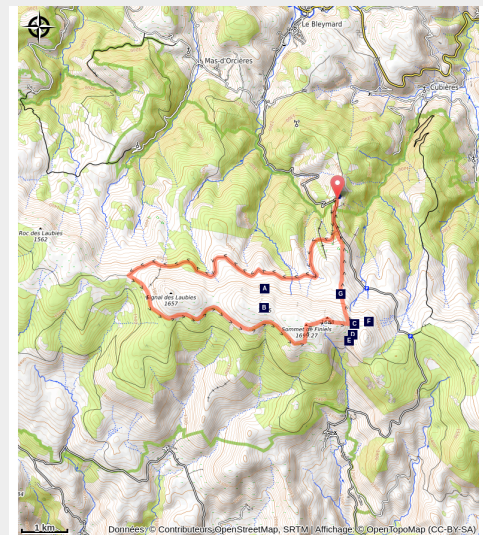 Le Bleymard
Mas-d'Orcières
Cubières
Roc des Laubies
1562
A
G
Signal des Laubies
1657
B
C
F
Sommet de Finiels
D
E
1 km
Données: © Contributeurs OpenStreetMap, SRTM | Affichage: © OpenTopoMap (CC-BY-SA)